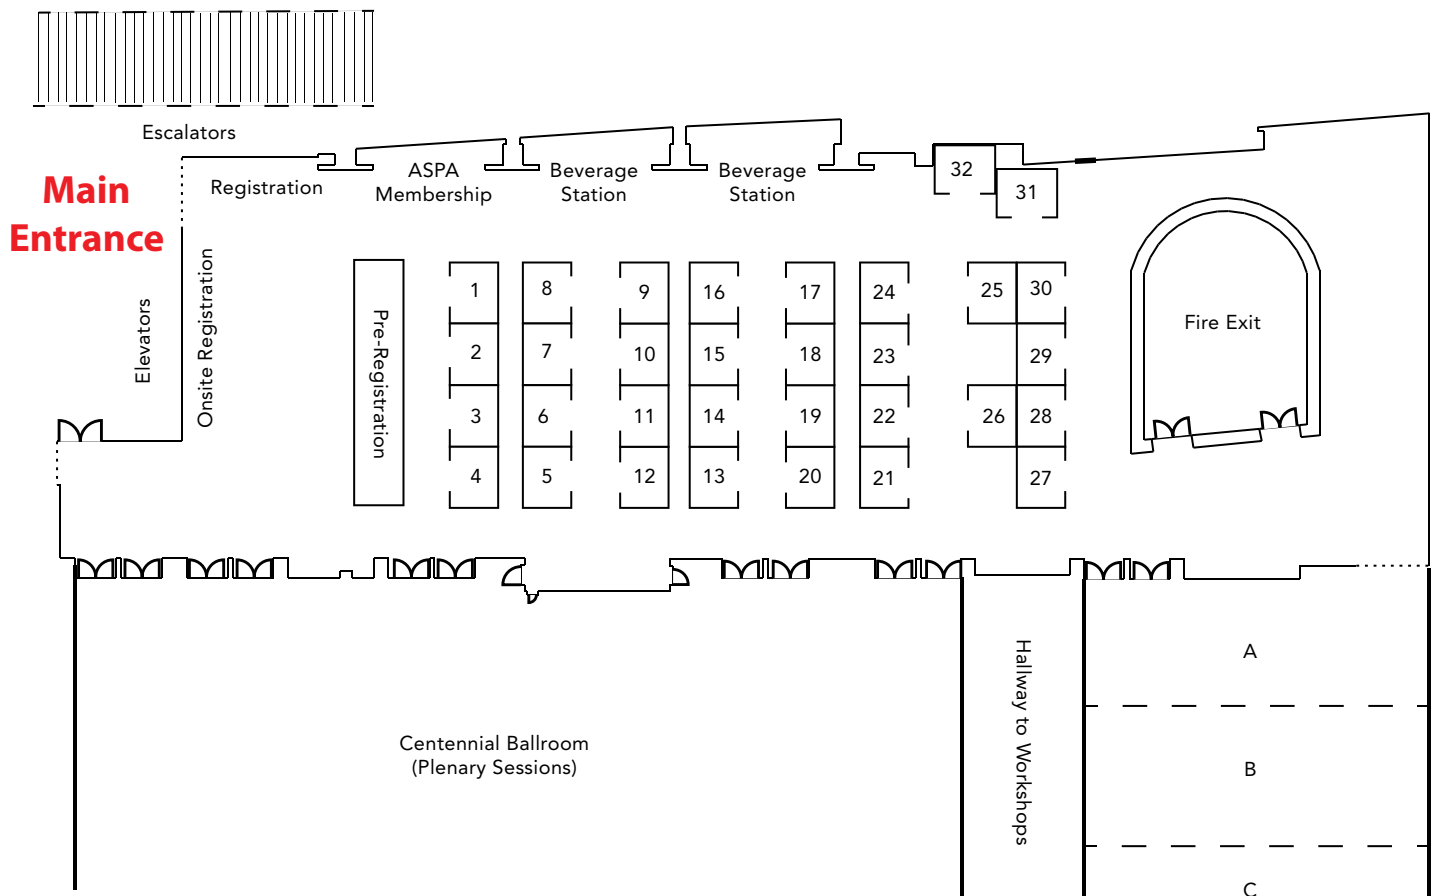 Escalators
Main
Entrance
Registration
ASPA
Membership
Beverage
Station
Beverage
Station
32
31
Elevators
Onsite Registration
Pre-Registration
1
8
9
16
17
24
25
30
2
7
10
15
18
23
29
3
6
11
14
19
22
26
28
4
5
12
13
20
21
27
Fire Exit
Centennial Ballroom
(Plenary Sessions)
Hallway to Workshops
A
B
C